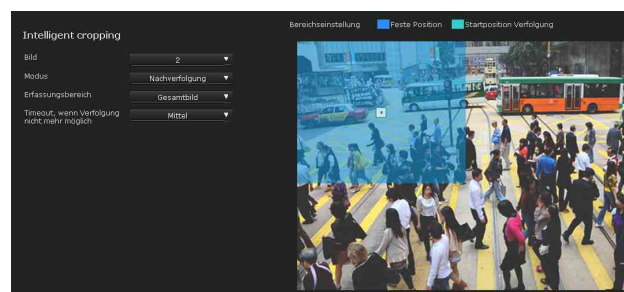 Intelligent cropping
Bereichseinstellung Feste Position Startposition Verfolgung
Bild 2
Modus Nachverfolgung
Erfassungsbereich Gesamtbild
Timeout, wenn Verfolgung
nicht mehr möglich Mittel